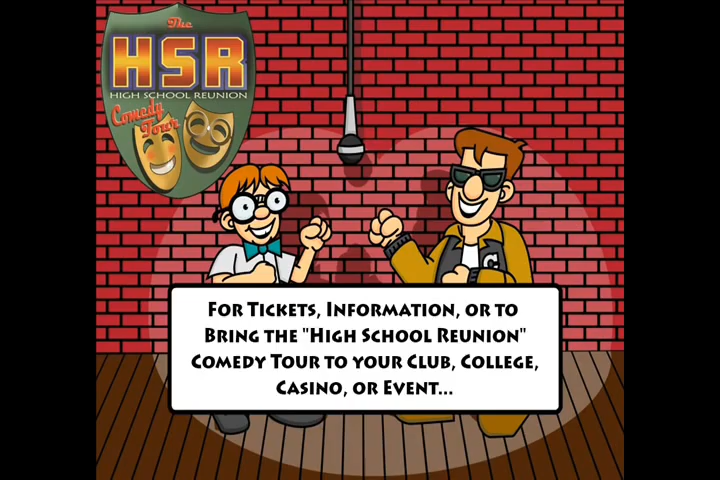 The
HSR
HIGH SCHOOL REUNION
Comedy
Tour
C
FOR TICKETS, INFORMATION, OR TO
BRING THE "HIGH SCHOOL REUNION"
COMEDY TOUR TO YOUR CLUB, COLLEGE,
CASINO, OR EVENT...